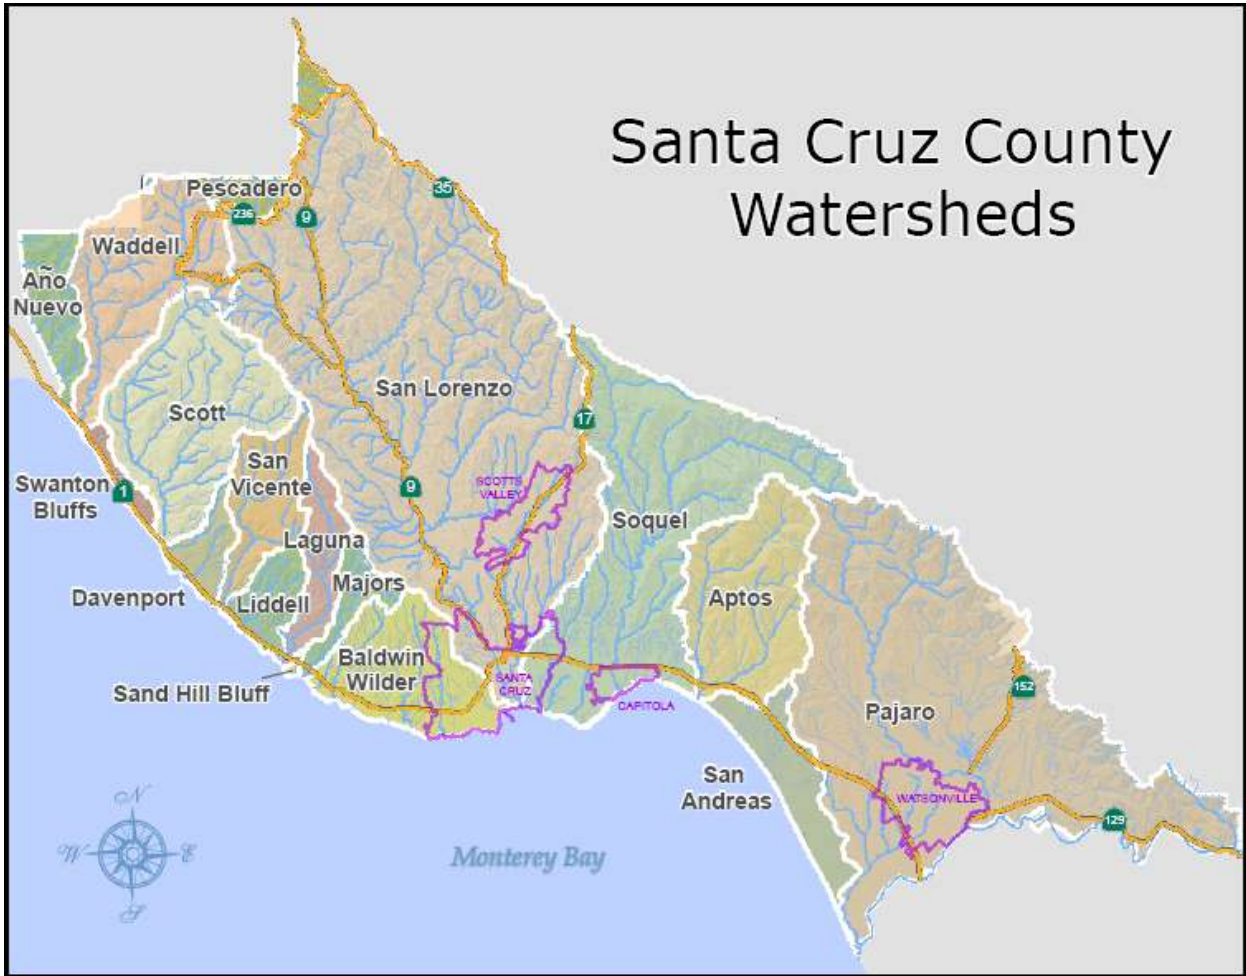 Santa Cruz County
Watersheds
35
Pescadero
236
9
Waddell
Año
Nuevo
San Lorenzo
Scott
17
San
Vicente
SCOTTS
VALLEY
9
Swanton
Bluffs
1
Soquel
Laguna
Majors
Davenport
Liddell
Aptos
Baldwin
Wilder
SANTA
CRUZ
Sand Hill Bluff
CAPITOLA
152
Pajaro
San
Andreas
WATSONVILLE
129
N
W
E
S
Monterey Bay